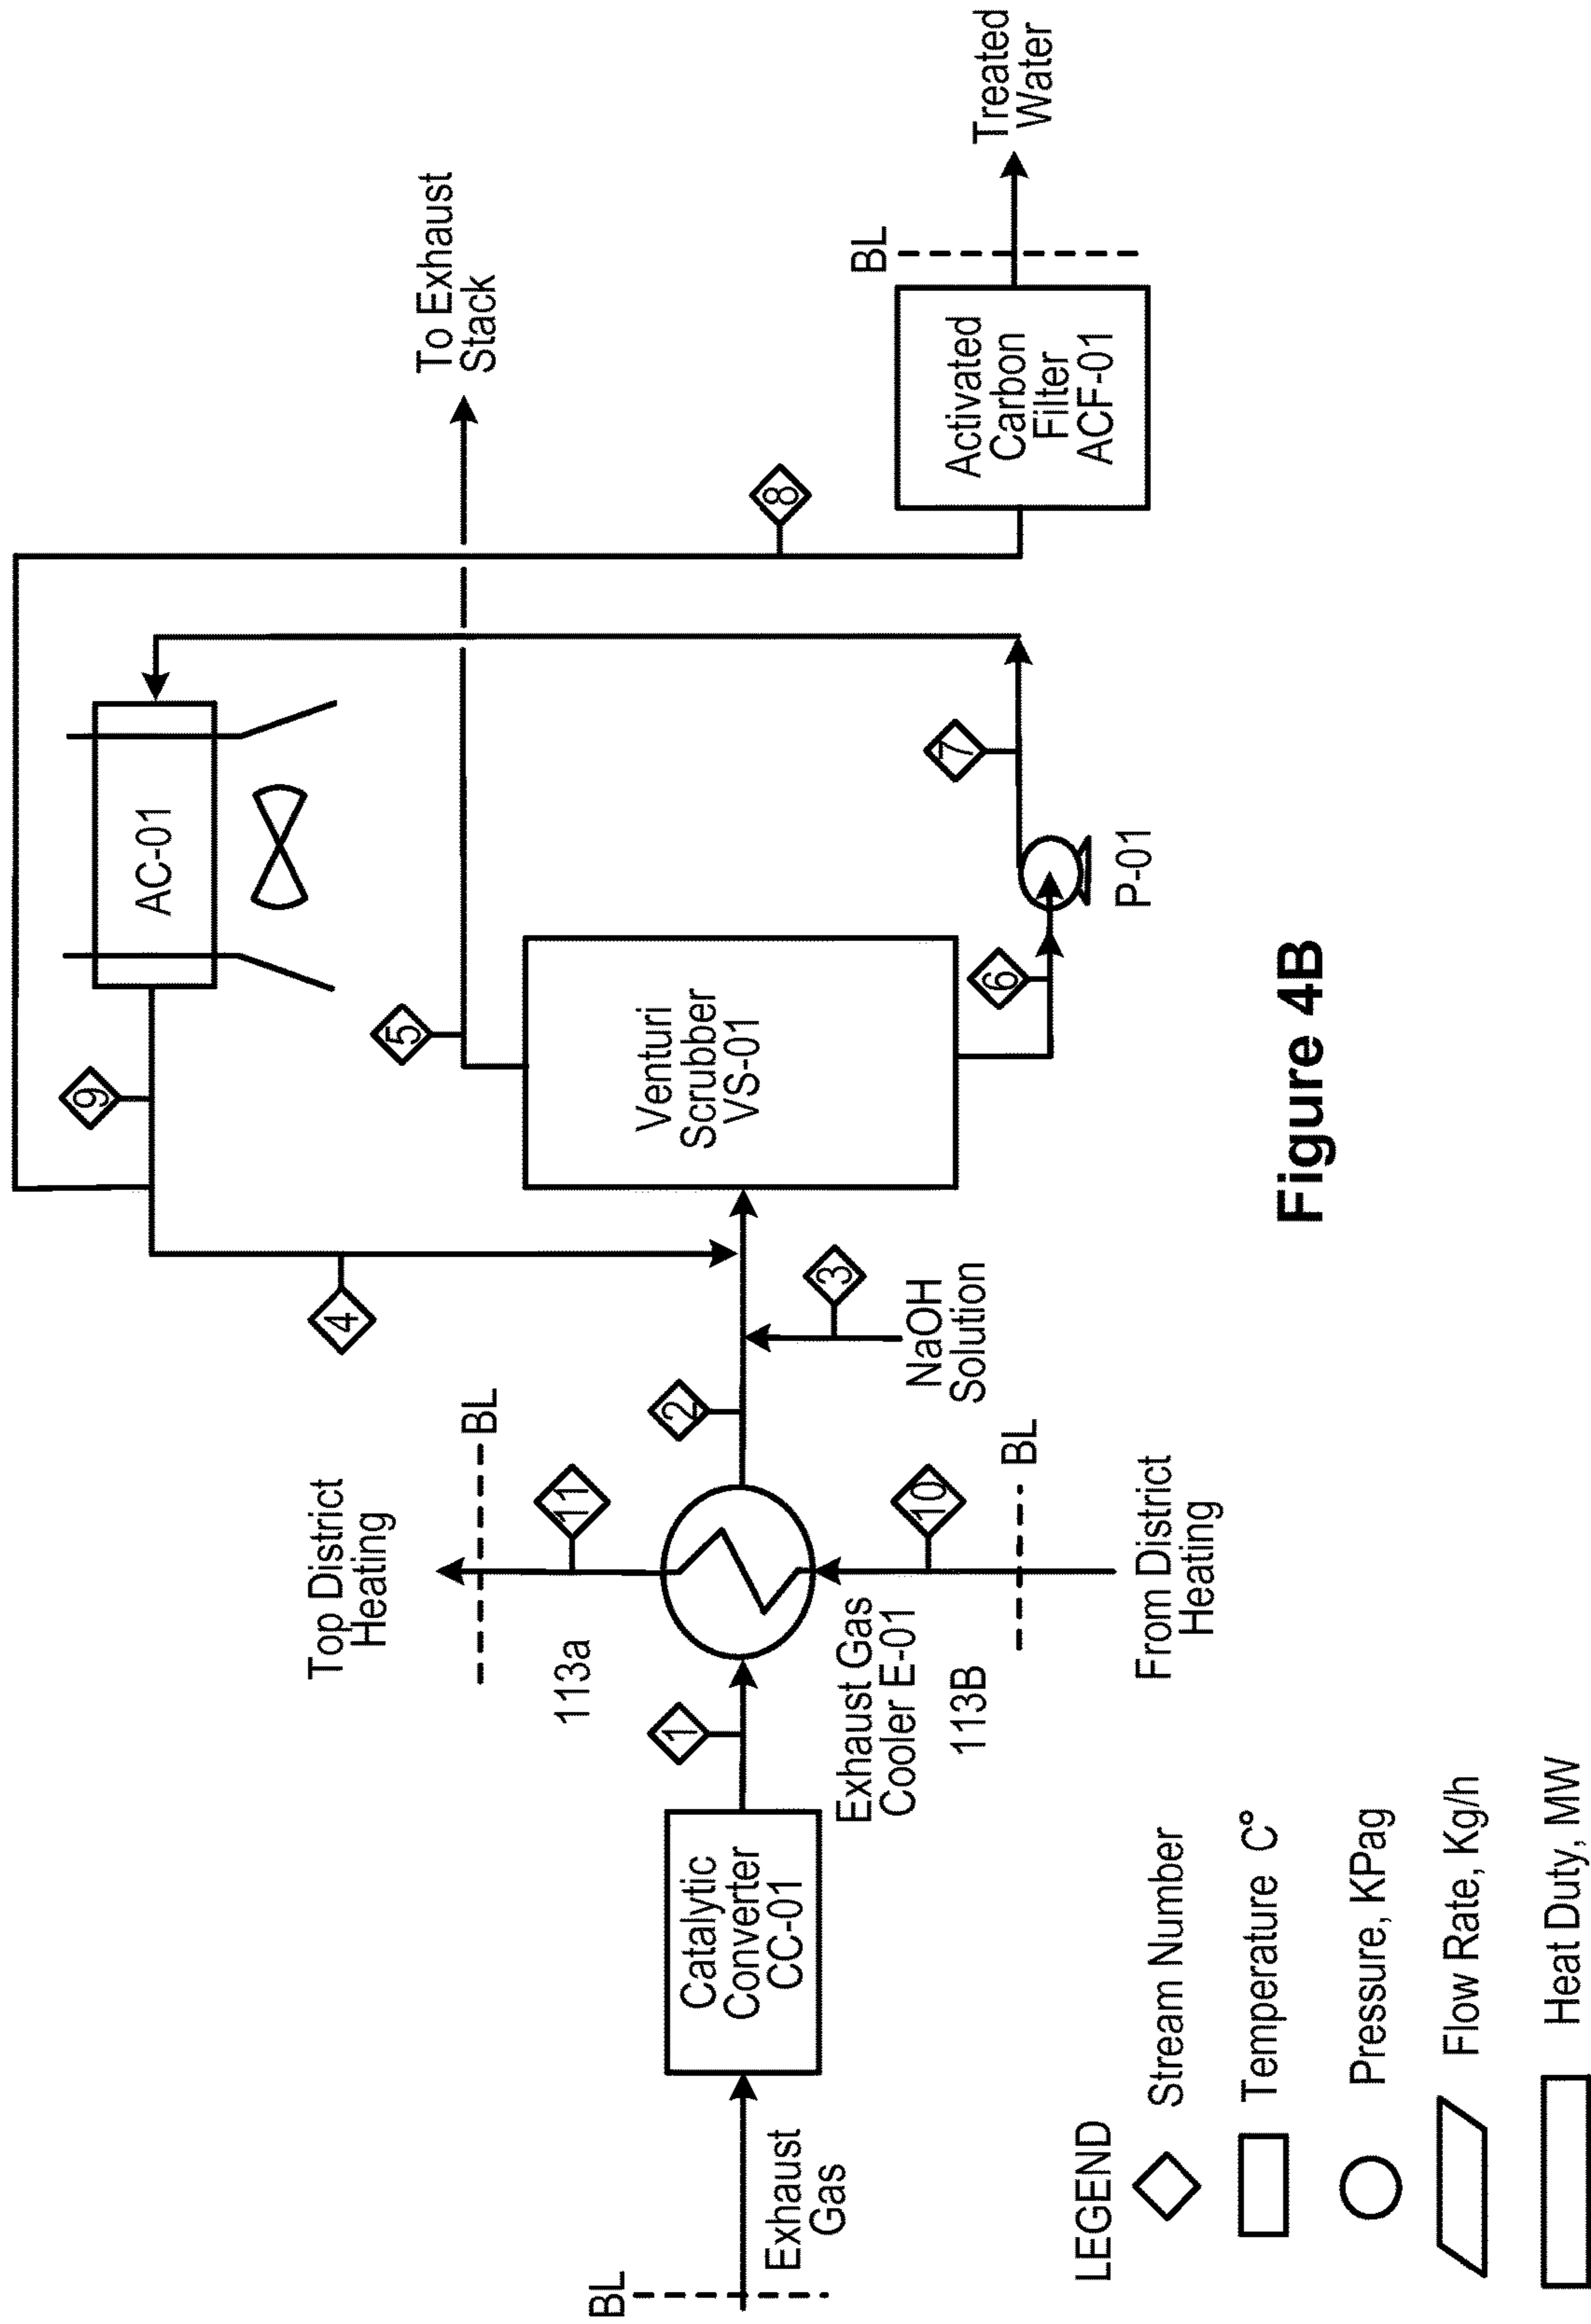 BL
Exhaust
Gas
Catalytic
Converter
CC-01
1
Top District
Heating
BL
113a
11
Exhaust Gas
Cooler E-01
113B
10
BL
From District
Heating
2
3
NaOH
Solution
4
9
AC-01
5
To Exhaust
Stack
Venturi
Scrubber
VS-01
6
P-01
7
8
Activated
Carbon
Filter
ACF-01
BL
Treated
Water
LEGEND
Stream Number
Temperature C°
Pressure, KPag
Flow Rate, Kg/h
Heat Duty, MW
Figure 4B